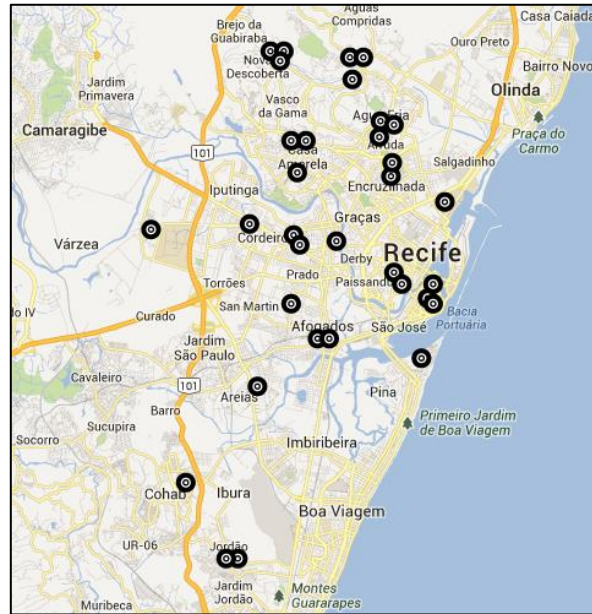 Águas
Compridas
Casa Caiada
Brejo da
Guabiraba
Ouro Preto
Bairro Novo
Nova
Descoberta
Jardim
Primavera
Olinda
Vasco
da Gama
Água Fria
Camaragibe
Arruda
Praça do
Carmo
101
Casa
Amarela
Salgadinho
Iputinga
Encruzilhada
Graças
Várzea
Cordeiro
Recife
Derby
Prado
Torrões
Paissandu
San Martin
Bacia
Portuária
do IV
Curado
Afogados
São José
Jardim
São Paulo
Cavaleiro
101
Areias
Pina
Barro
Primeiro Jardim
de Boa Viagem
Socorro
Sucupira
Imbiribeira
Cohab
Ibura
Boa Viagem
UR-06
Jordão
Jardim
Jordão
Montes
Guararapes
Muribeca